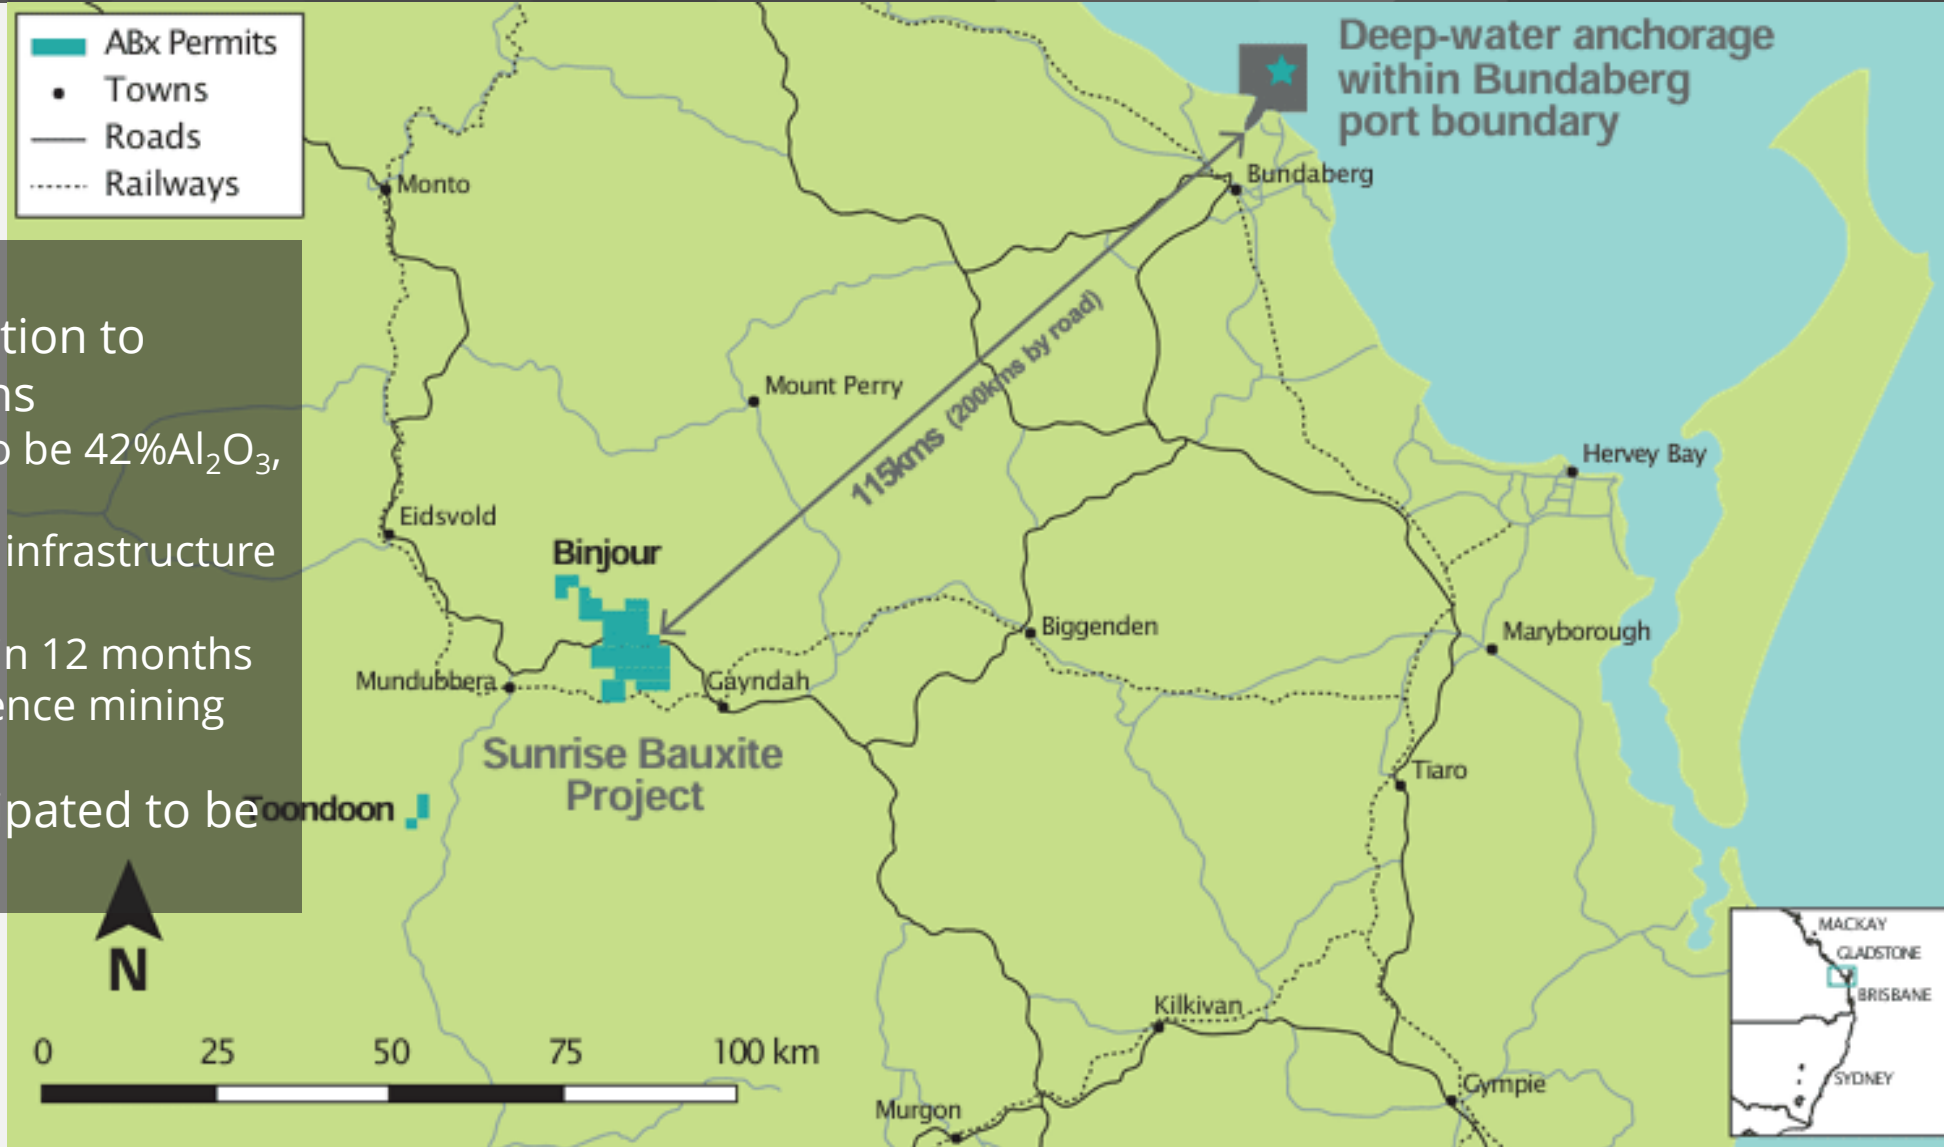 ABx Permits
Towns
Roads
Railways
Deep-water anchorage
within Bundaberg
port boundary
Monto
Bundaberg
tion to
ns
o be 42%Al₂O₃,
infrastructure
n 12 months
ence mining
ipated to be
Mount Perry
115kms (200kms by road)
Hervey Bay
Eidsvold
Binjour
Biggenden
Maryborough
Mundubbera
Gayndah
Sunrise Bauxite
Project
Tiaro
Toondoon
N
MACKAY
GLADSTONE
BRISBANE
SYDNEY
Kilkivan
0 25 50 75 100 km
Gympie
Murgon